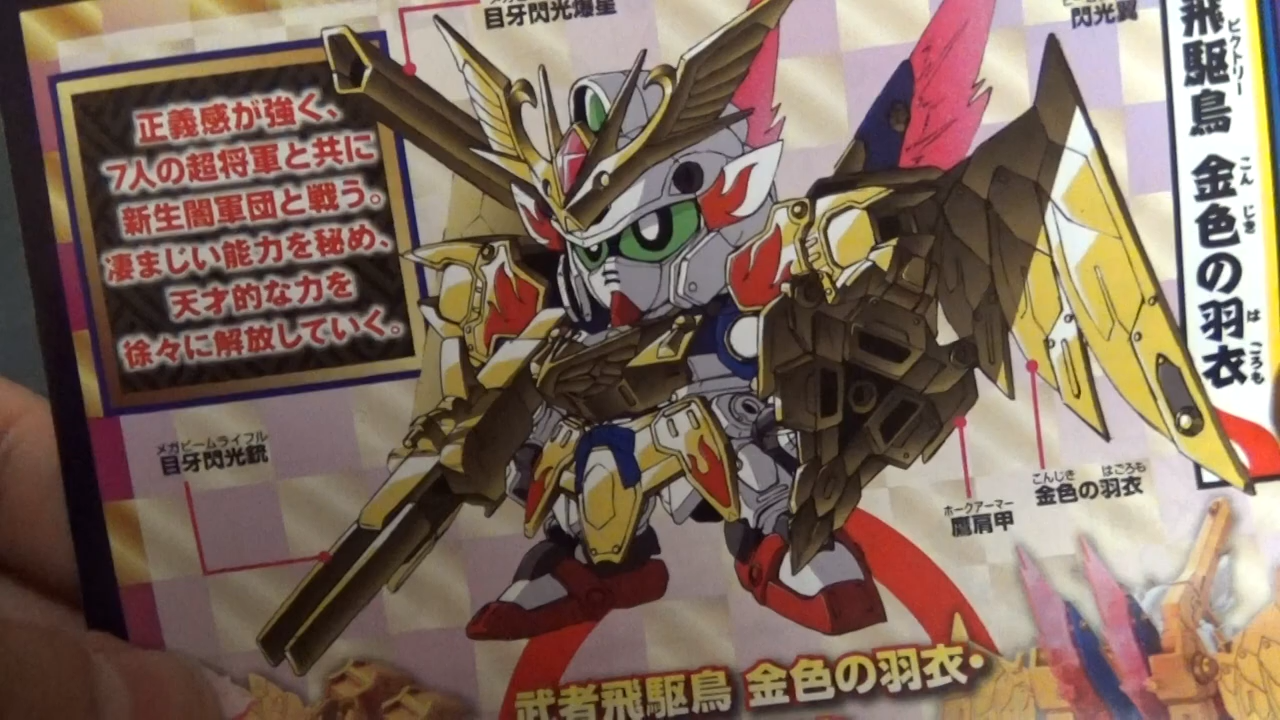 目牙閃光爆星
閃光翼
正義感が強く、
7人の超将軍と共に
新生闇軍団と戦う。
凄まじい能力を秘め、
天才的な力を
徐々に解放していく。
飛駆鳥 金色の羽衣
ビクトリー
こん じき
は ごろも
メガビームライフル
目牙閃光銃
こんじき はごろも
金色の羽衣
ホークアーマー
鷹肩甲
武者飛駆鳥 金色の羽衣